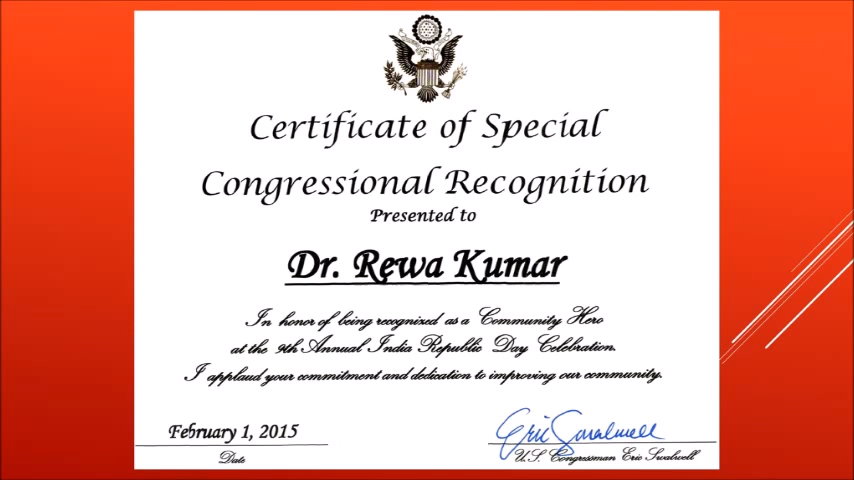 Certificate of Special
Congressional Recognition
Presented to
Dr. Rewa Kumar
In honor of being recognized as a Community Hero
at the 9th Annual India Republic Day Celebration.
I applaud your commitment and dedication to improving our community.
February 1, 2015
Date
Eric Swalwell
U.S. Congressman Eric Swalwell